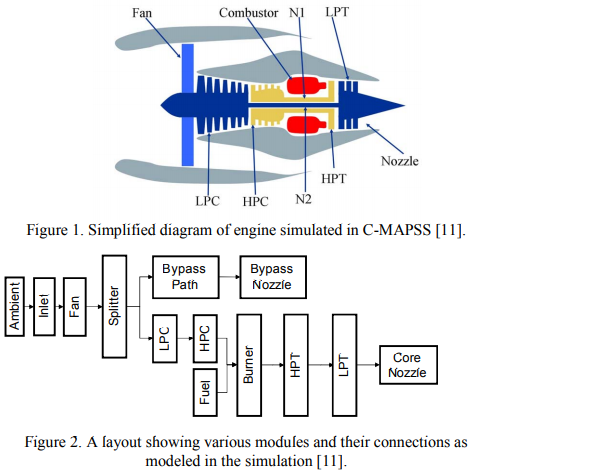 Fan
Combustor N1 LPT
Nozzle
HPT
LPC HPC N2
Figure 1. Simplified diagram of engine simulated in C-MAPSS [11].
Ambient
Inlet
Fan
Splitter
Bypass
Path
Bypass
Nozzle
LPC
HPC
Fuel
Burner
HPT
LPT
Core
Nozzle
Figure 2. A layout showing various modules and their connections as
modeled in the simulation [11].